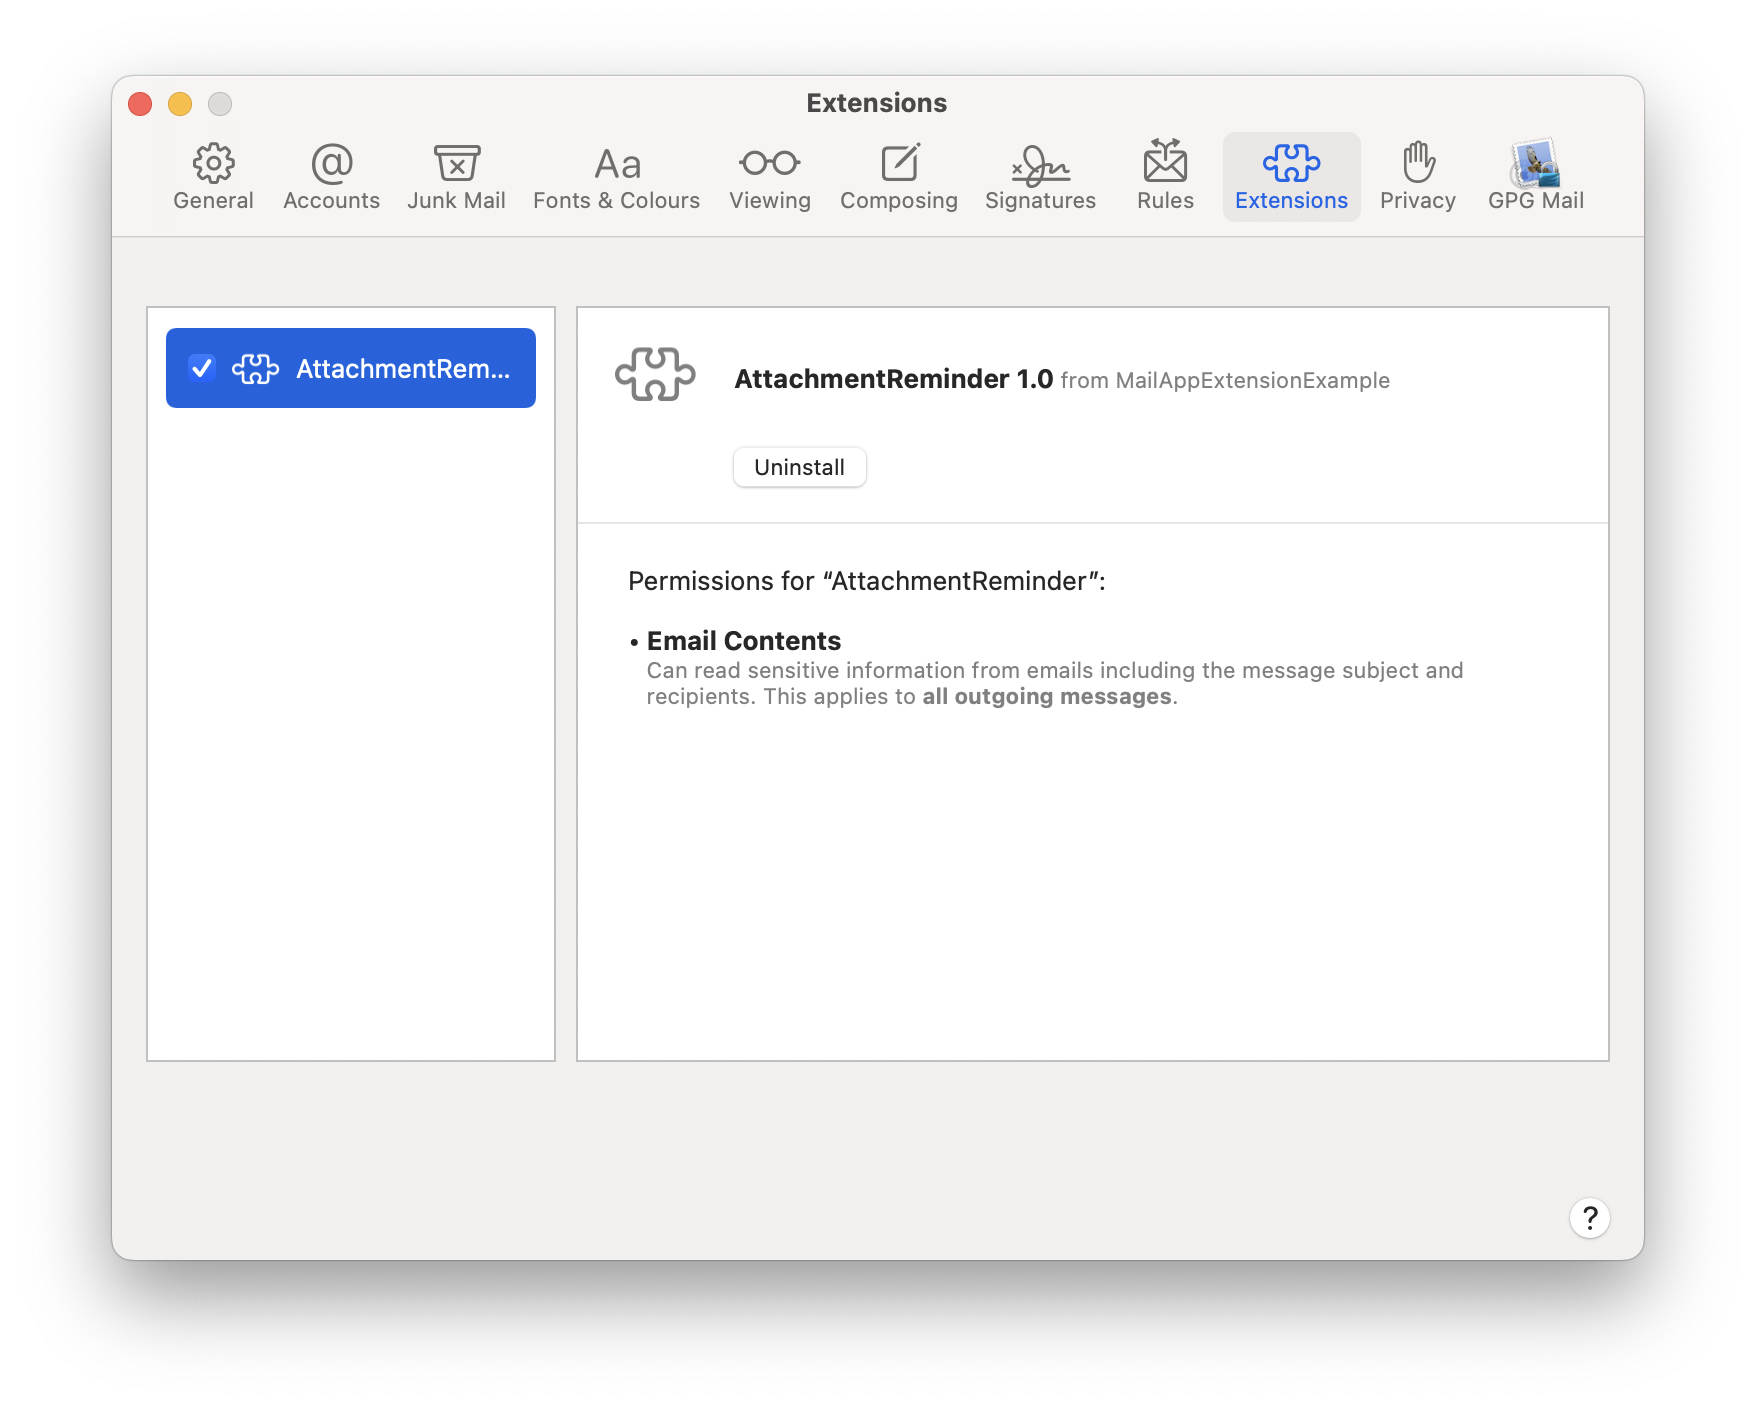 Extensions
General Accounts Junk Mail Fonts & Colours Viewing Composing Signatures Rules Extensions Privacy GPG Mail
AttachmentRem...
AttachmentReminder 1.0 from MailAppExtensionExample
Uninstall
Permissions for “AttachmentReminder”:
• Email Contents
Can read sensitive information from emails including the message subject and
recipients. This applies to all outgoing messages.
?